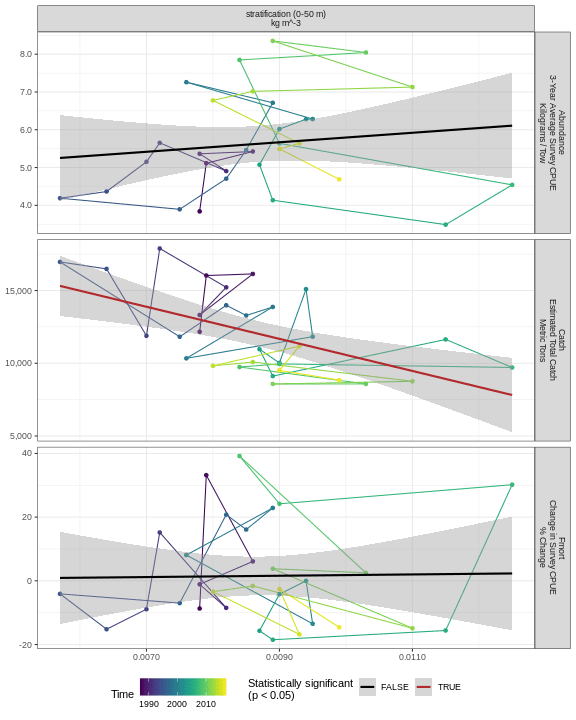 stratification (0-50 m)
kg m^-3
8.0
7.0
6.0
5.0
4.0
Abundance
3-Year Average Survey CPUE
Kilograms / Tow
15,000
10,000
5,000
Catch
Estimated Total Catch
Metric Tons
40
20
0
-20
Fmort
Change in Survey CPUE
% Change
0.0070 0.0090 0.0110
Time
1990 2000 2010
Statistically significant
(p < 0.05)
FALSE TRUE